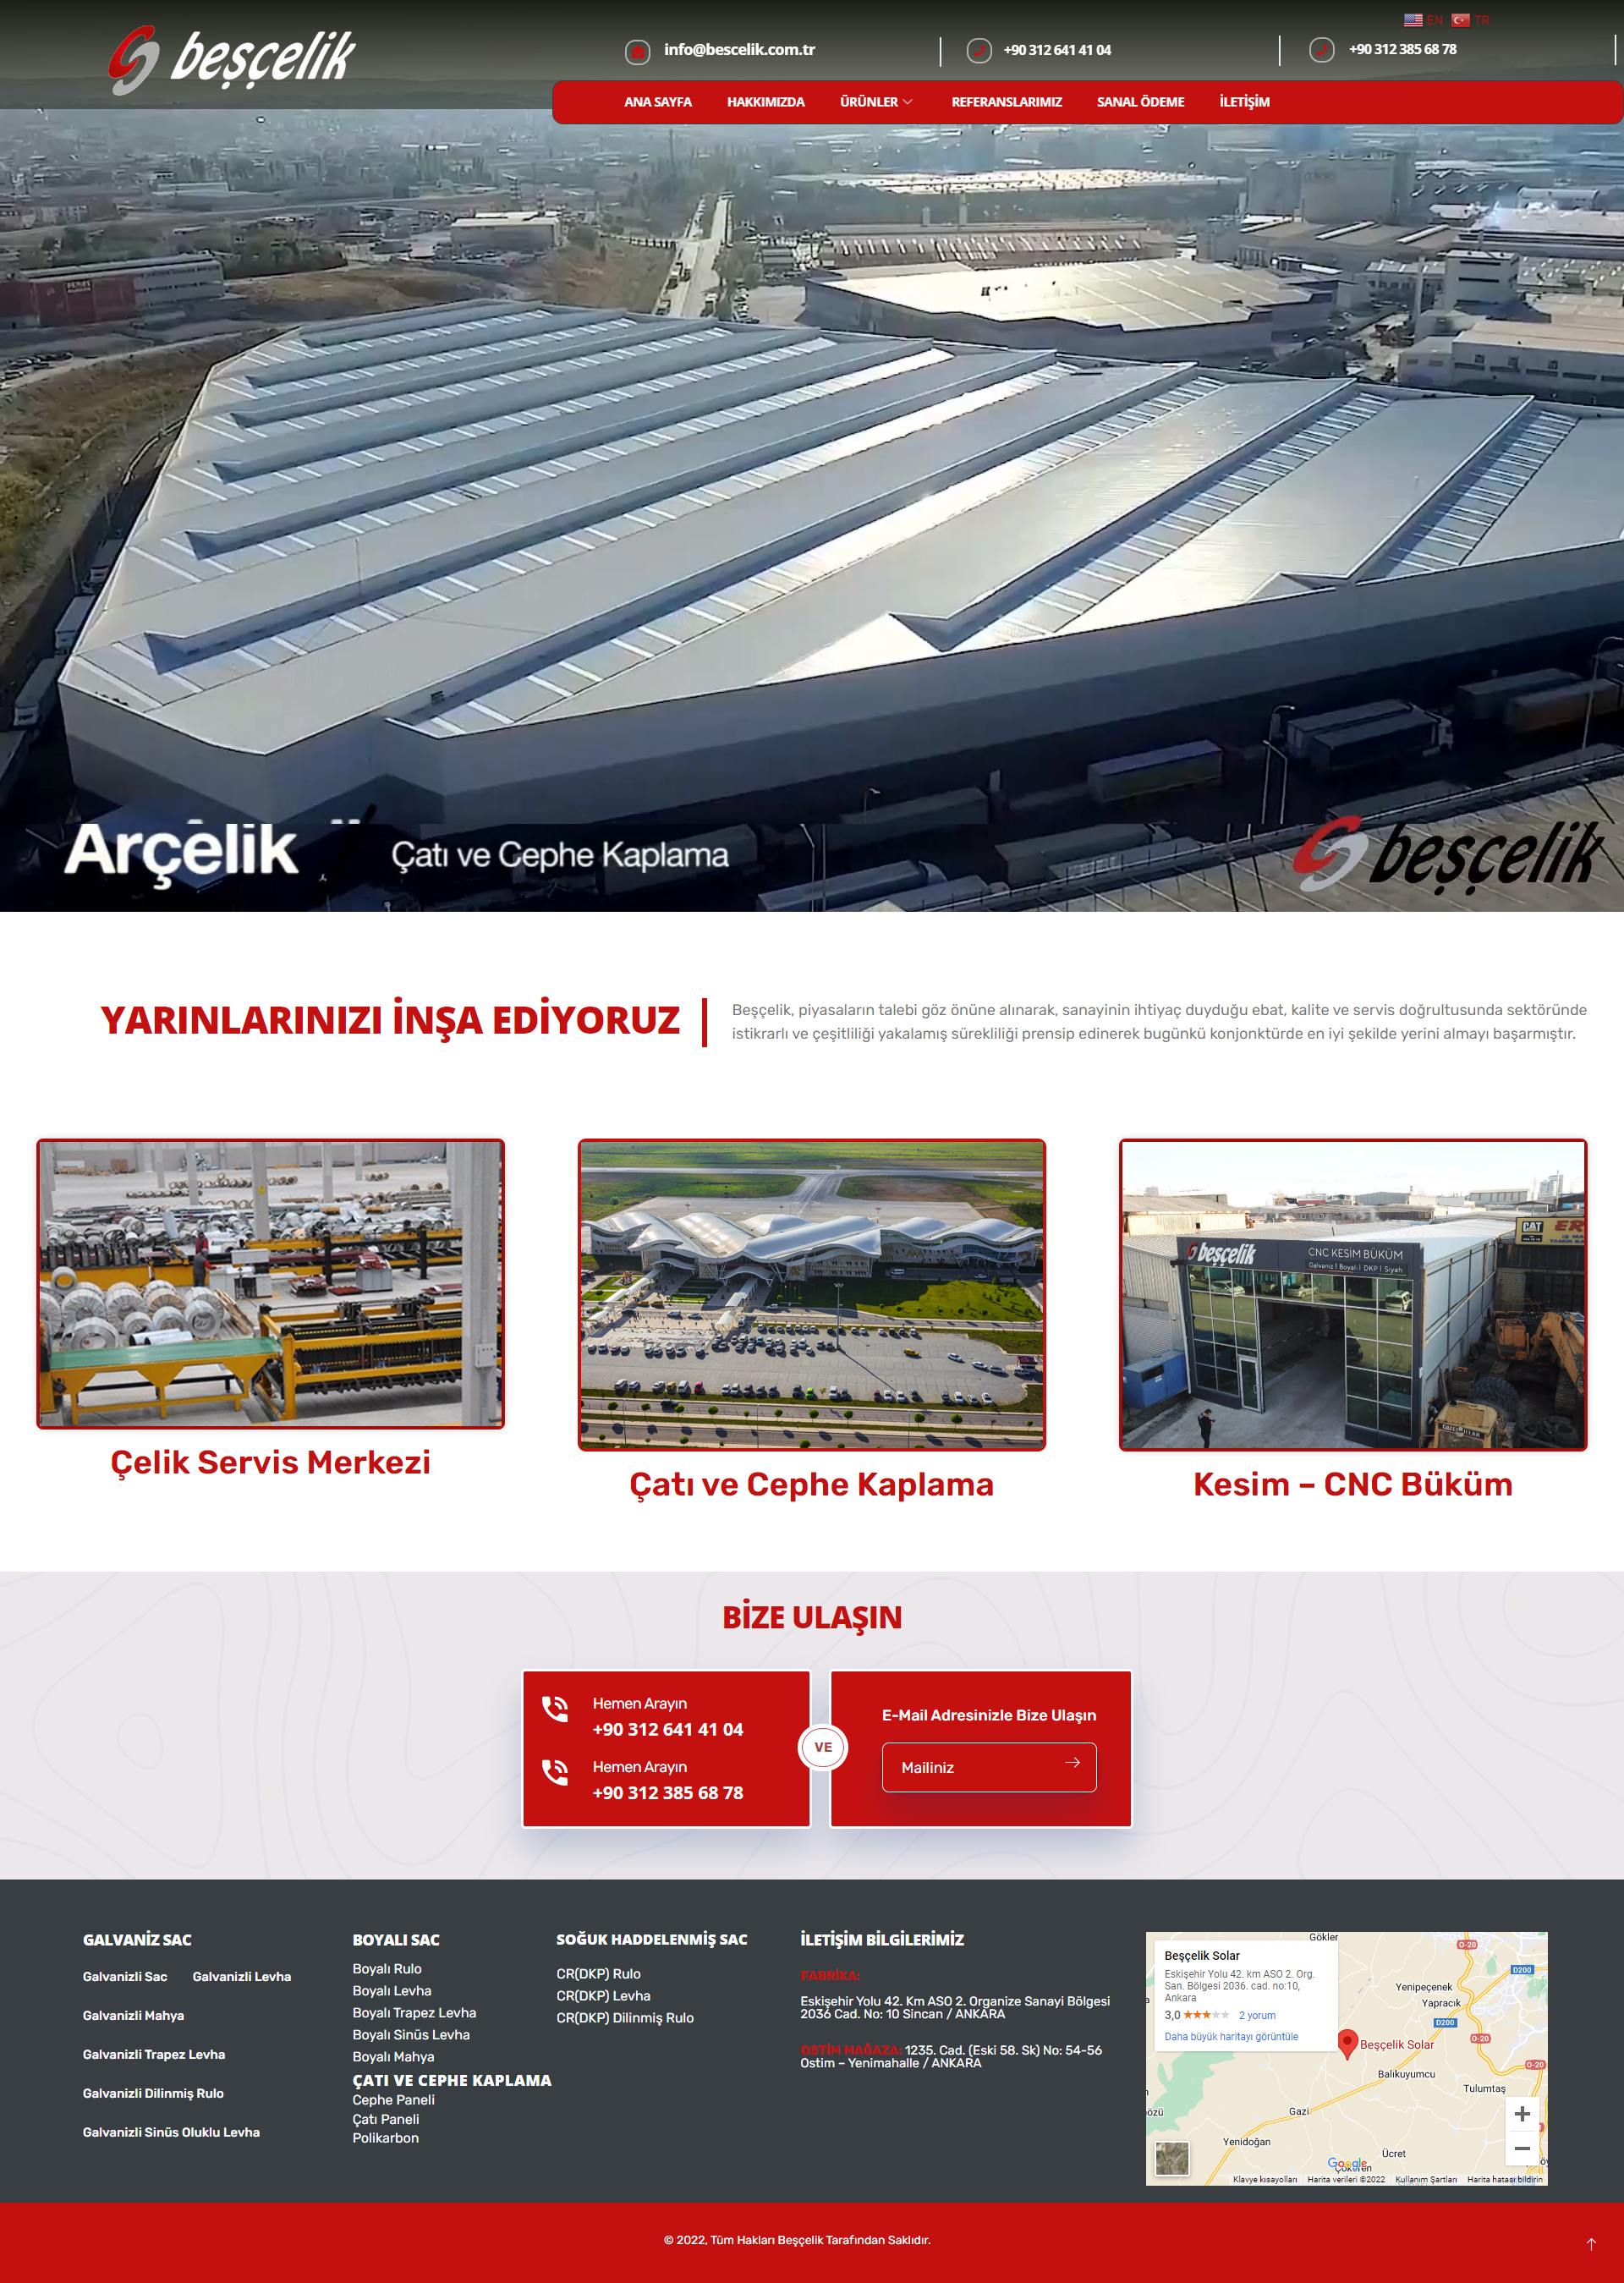 EN TR
beşçelik
info@bescelik.com.tr
+90 312 641 41 04
+90 312 385 68 78
ANA SAYFA
HAKKIMIZDA
ÜRÜNLER
REFERANSLARIMIZ
SANAL ÖDEME
İLETİŞİM
Arçelik
Çatı ve Cephe Kaplama
beşçelik
YARINLARINIZI İNŞA EDİYORUZ
Beşçelik, piyasaların talebi göz önüne alınarak, sanayinin ihtiyaç duyduğu ebat, kalite ve servis doğrultusunda sektöründe
istikrarlı ve çeşitliliği yakalamış sürekliliği prensip edinerek bugünkü konjonktürde en iyi şekilde yerini almayı başarmıştır.
beşçelik
CNC KESİM BÜKÜM
Galvaniz | Boyalı | DKP | Siyah
CAT
Çelik Servis Merkezi
Çatı ve Cephe Kaplama
Kesim – CNC Büküm
BİZE ULAŞIN
Hemen Arayın
+90 312 641 41 04
Hemen Arayın
+90 312 385 68 78
VE
E-Mail Adresinizle Bize Ulaşın
Mailiniz
GALVANİZ SAC
Galvanizli Sac
Galvanizli Levha
Galvanizli Mahya
Galvanizli Trapez Levha
Galvanizli Dilinmiş Rulo
Galvanizli Sinüs Oluklu Levha
BOYALI SAC
Boyalı Rulo
Boyalı Levha
Boyalı Trapez Levha
Boyalı Sinüs Levha
Boyalı Mahya
ÇATI VE CEPHE KAPLAMA
Cephe Paneli
Çatı Paneli
Polikarbon
SOĞUK HADDELENMİŞ SAC
CR(DKP) Rulo
CR(DKP) Levha
CR(DKP) Dilinmiş Rulo
İLETİŞİM BİLGİLERİMİZ
FABRİKA:
Eskişehir Yolu 42. Km ASO 2. Organize Sanayi Bölgesi
2036 Cad. No: 10 Sincan / ANKARA
OSTİM MAĞAZA: 1235. Cad. (Eski 58. Sk) No: 54-56
Ostim – Yenimahalle / ANKARA
Beşçelik Solar
Eskişehir Yolu 42. km ASO 2. Org.
San. Bölgesi 2036. cad. no:10,
Ankara
3,0
2 yorum
Daha büyük haritayı görüntüle
Gökler
O-20
D200
Yenipeçenek
Yapracık
D200
O-20
Beşçelik Solar
O-20
Balıkuyumcu
Tulumtaş
Gazi
Yenidoğan
Ücret
Google
Klavye kısayolları
Harita verileri ©2022
Kullanım Şartları
Harita hatası bildirin
© 2022, Tüm Hakları Beşçelik Tarafından Saklıdır.